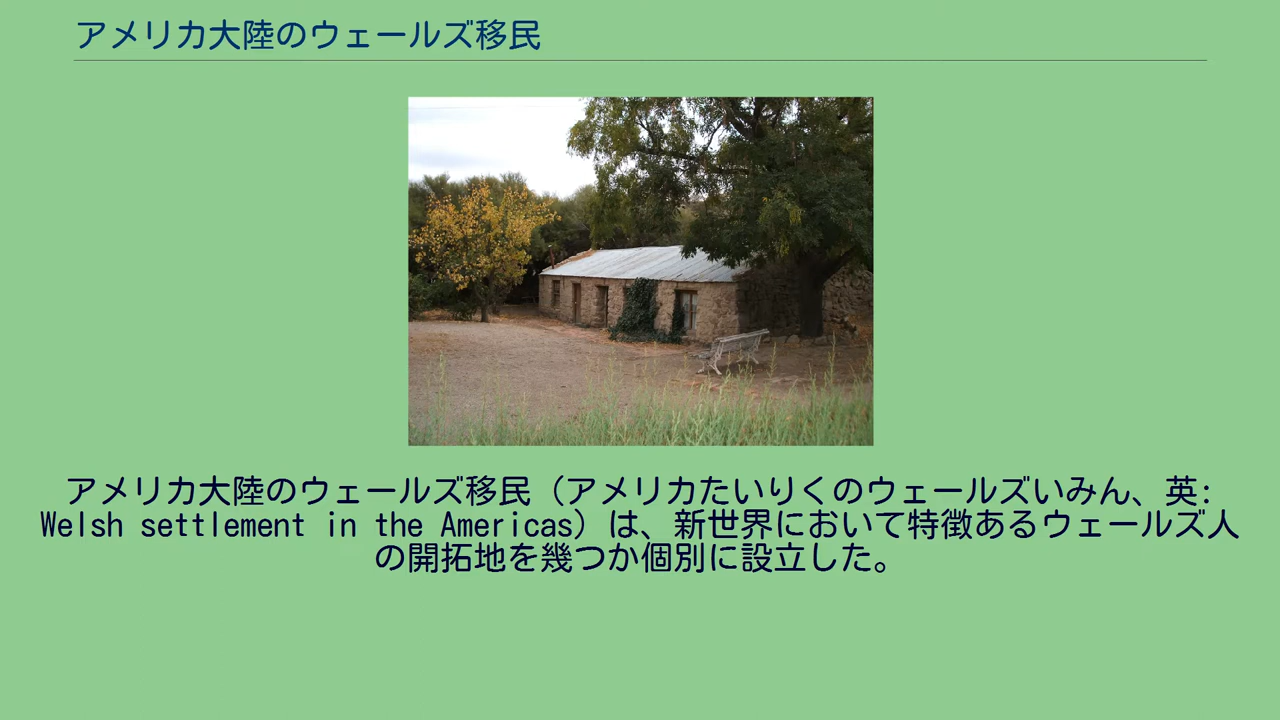 アメリカ大陸のウェールズ移民
アメリカ大陸のウェールズ移民（アメリカたいりくのウェールズいみん、英:
Welsh settlement in the Americas）は、新世界において特徴あるウェールズ人
の開拓地を幾つか個別に設立した。